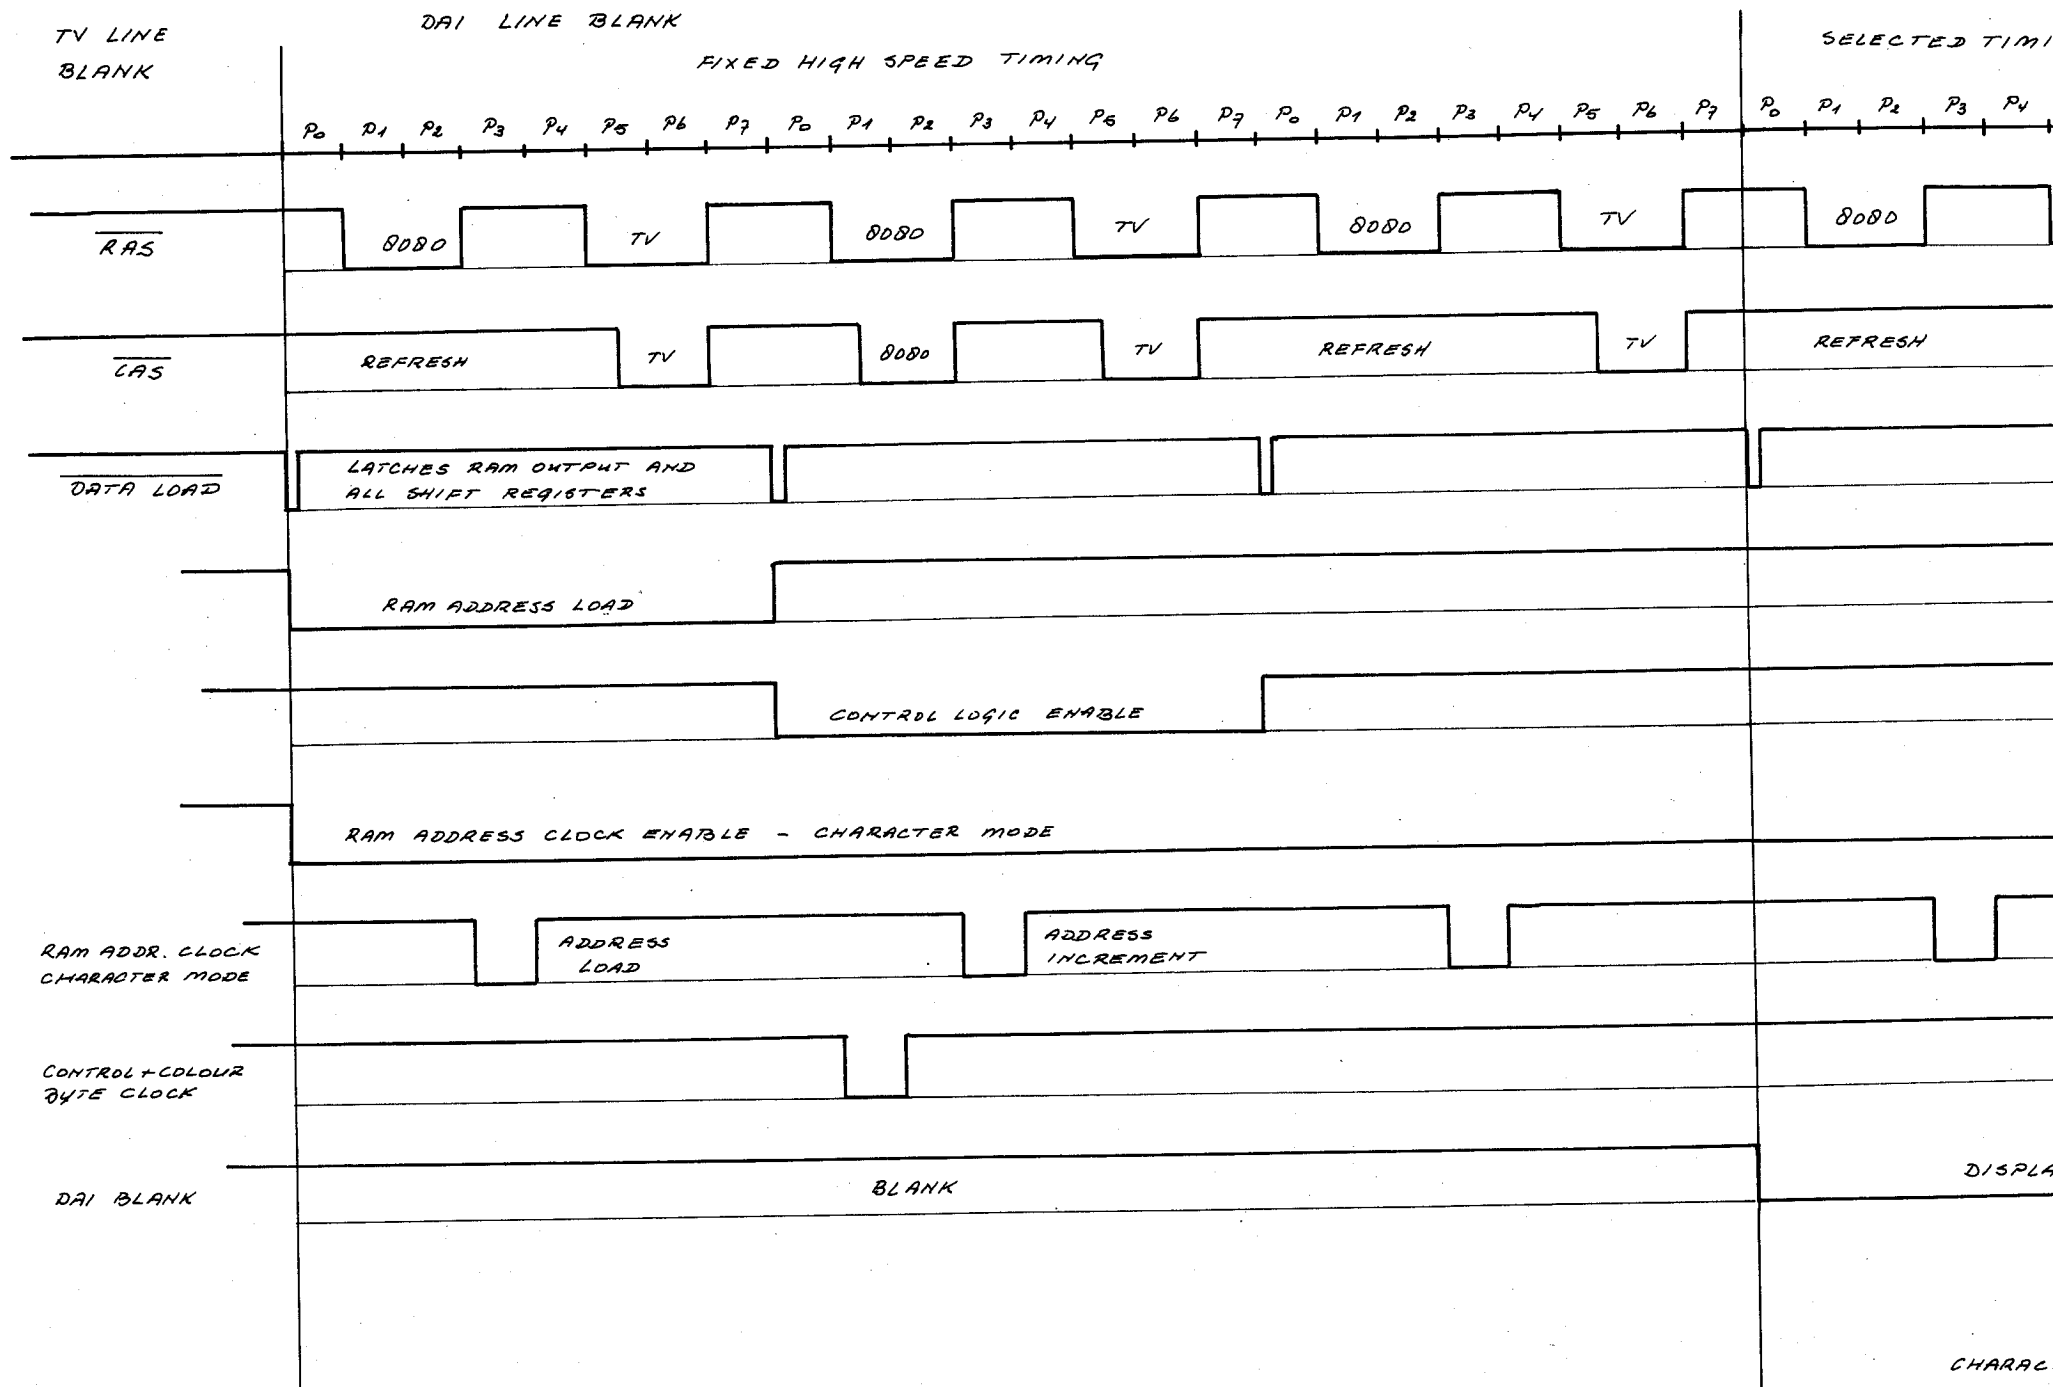 TV LINE
BLANK
DAI LINE BLANK
FIXED HIGH SPEED TIMING
SELECTED TIMI
P0 P1 P2 P3 P4 P5 P6 P7 P0 P1 P2 P3 P4 P5 P6 P7 P0 P1 P2 P3 P4 P5 P6 P7 P0 P1 P2 P3 P4
RAS
8080 TV 8080 TV 8080 TV 8080
CAS
REFRESH TV 8080 TV REFRESH TV REFRESH
DATA LOAD
LATCHES RAM OUTPUT AND
ALL SHIFT REGISTERS
RAM ADDRESS LOAD
CONTROL LOGIC ENABLE
RAM ADDRESS CLOCK ENABLE - CHARACTER MODE
RAM ADDR. CLOCK
CHARACTER MODE
ADDRESS
LOAD
ADDRESS
INCREMENT
CONTROL + COLOUR
BYTE CLOCK
DAI BLANK
BLANK
DISPLA
CHARAC